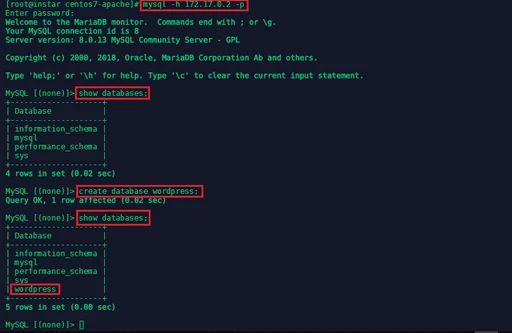 [root@instar centos7-apache]# mysql -h 172.17.0.2 -p
Enter password:
Welcome to the MariaDB monitor.  Commands end with ; or \g.
Your MySQL connection id is 8
Server version: 8.0.13 MySQL Community Server - GPL

Copyright (c) 2000, 2018, Oracle, MariaDB Corporation Ab and others.

Type 'help;' or '\h' for help. Type '\c' to clear the current input statement.

MySQL [(none)]> show databases;
+--------------------+
| Database           |
+--------------------+
| information_schema |
| mysql              |
| performance_schema |
| sys                |
+--------------------+
4 rows in set (0.02 sec)

MySQL [(none)]> create database wordpress;
Query OK, 1 row affected (0.02 sec)

MySQL [(none)]> show databases;
+--------------------+
| Database           |
+--------------------+
| information_schema |
| mysql              |
| performance_schema |
| sys                |
| wordpress          |
+--------------------+
5 rows in set (0.00 sec)

MySQL [(none)]>